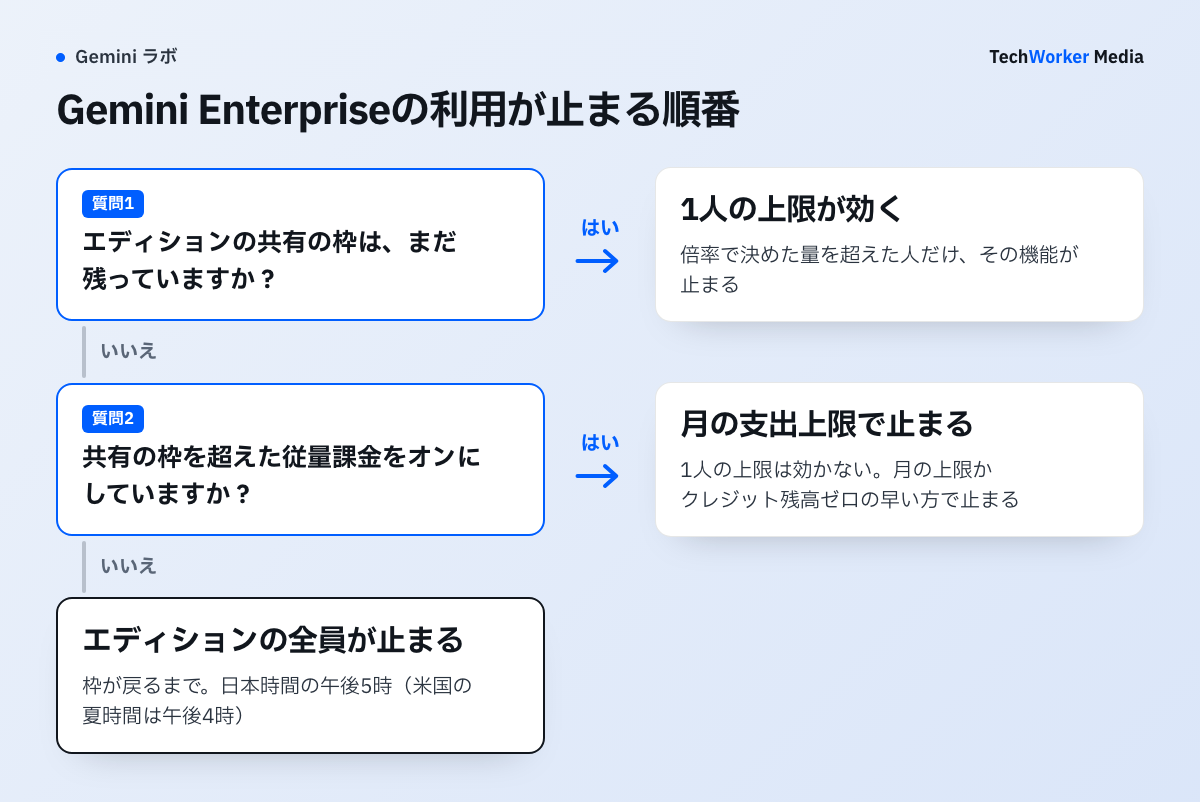 Gemini ラボ
TechWorker Media
Gemini Enterpriseの利用が止まる順番
質問1
エディションの共有の枠は、まだ
残っていますか？
はい
1人の上限が効く
倍率で決めた量を超えた人だけ、その機能が
止まる
いいえ
質問2
共有の枠を超えた従量課金をオンに
していますか？
はい
月の支出上限で止まる
1人の上限は効かない。月の上限か
クレジット残高ゼロの早い方で止まる
いいえ
エディションの全員が止まる
枠が戻るまで。日本時間の午後5時（米国の
夏時間は午後4時）